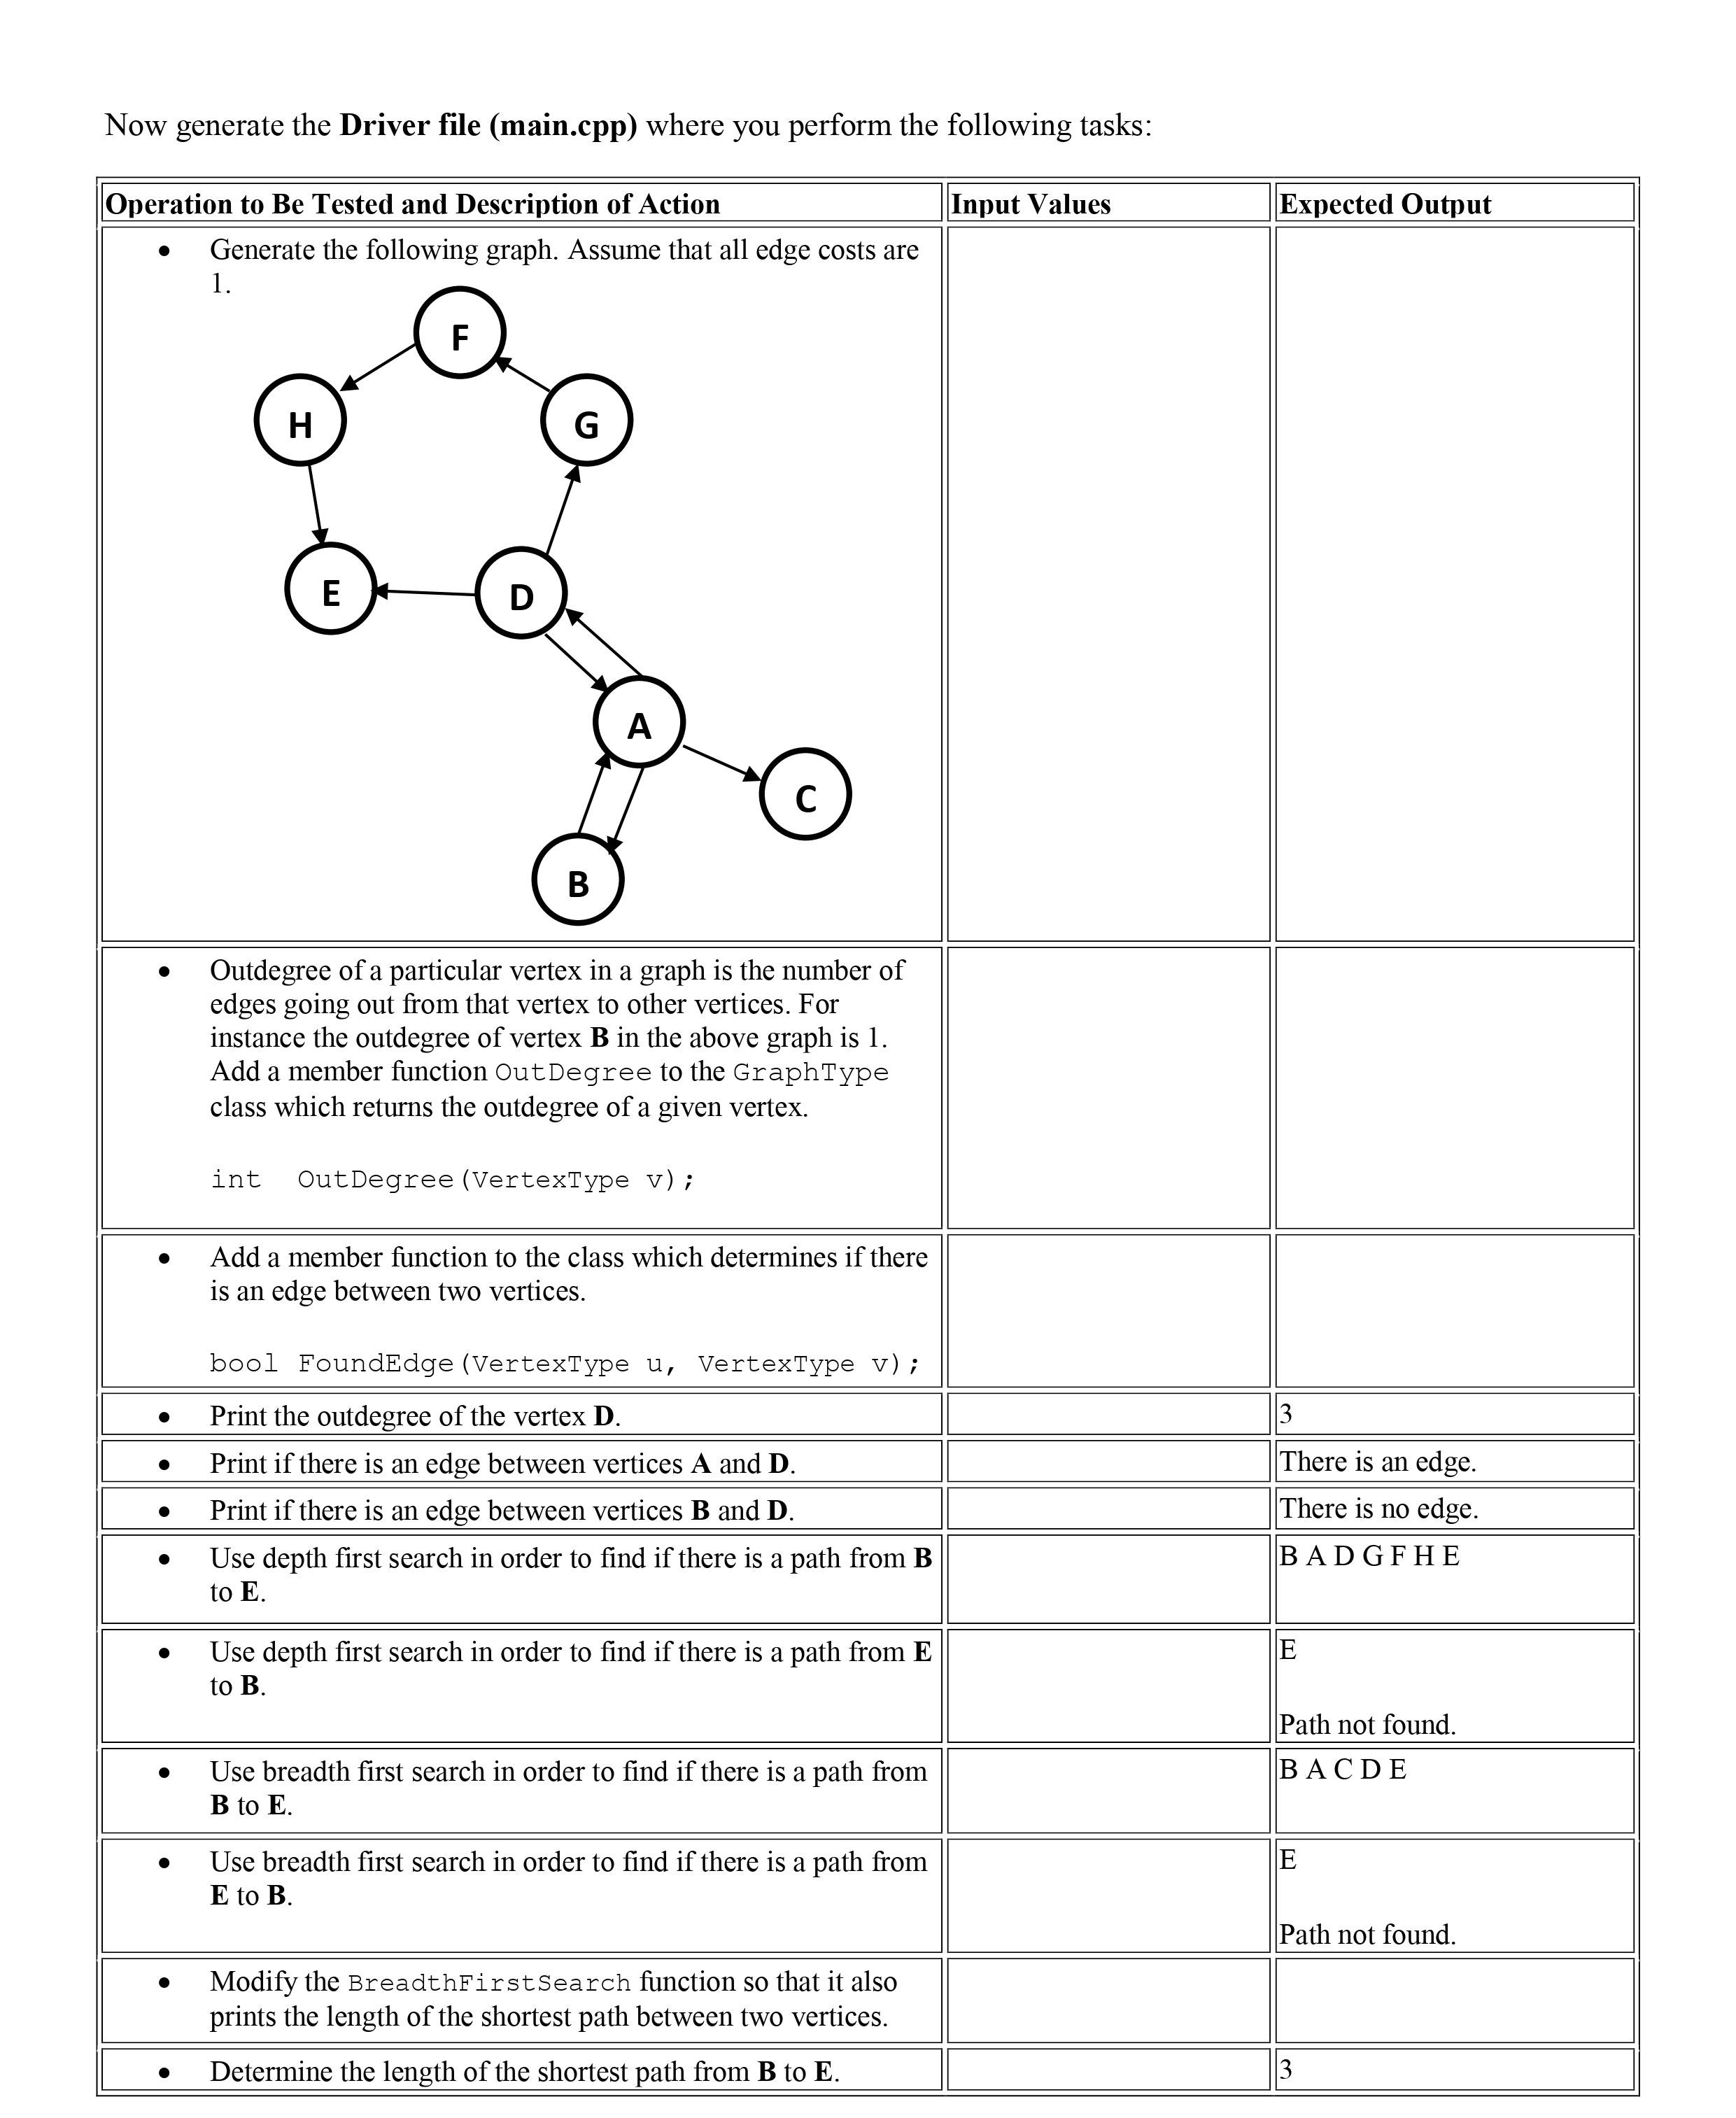 Now generate the Driver file (main.cpp) where you perform the following tasks:
Operation to Be Tested and Description of Action
Input Values
Expected Output
• Generate the following graph. Assume that all edge costs are
1.
F
H
G
E
D
A
C
B
• Outdegree of a particular vertex in a graph is the number of
edges going out from that vertex to other vertices. For
instance the outdegree of vertex B in the above graph is 1.
Add a member function OutDegree to the GraphType
class which returns the outdegree of a given vertex.
int OutDegree(VertexType v);
• Add a member function to the class which determines if there
is an edge between two vertices.
bool FoundEdge(VertexType u, VertexType v);
• Print the outdegree of the vertex D.
3
• Print if there is an edge between vertices A and D.
There is an edge.
• Print if there is an edge between vertices B and D.
There is no edge.
• Use depth first search in order to find if there is a path from B
to E.
B A D G F H E
• Use depth first search in order to find if there is a path from E
to B.
E
Path not found.
• Use breadth first search in order to find if there is a path from
B to E.
B A C D E
• Use breadth first search in order to find if there is a path from
E to B.
E
Path not found.
• Modify the BreadthFirstSearch function so that it also
prints the length of the shortest path between two vertices.
• Determine the length of the shortest path from B to E.
3